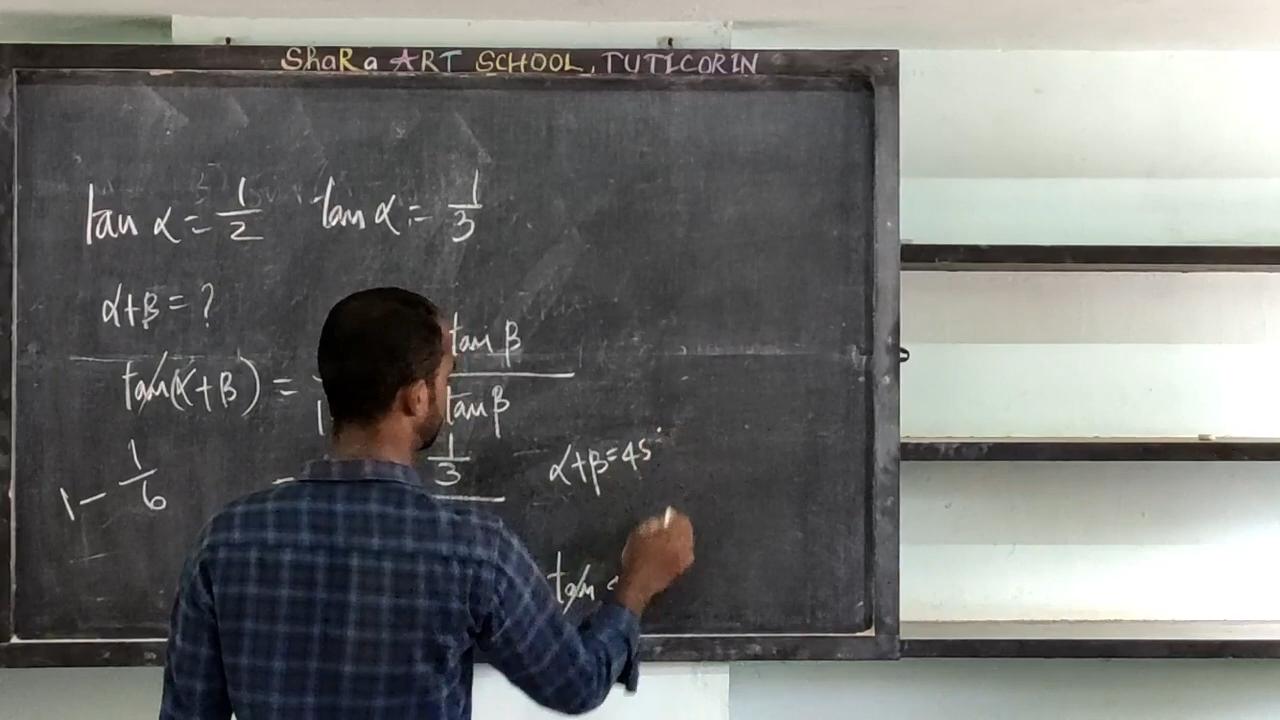 ShaRa ART SCHOOL, TUTICORIN
tan α = 1/2 tan α = 1/3
α+β = ?
tan(α+β) = tan β
1 tan β
1 - 1/6
1/3
α+β=45°
tan